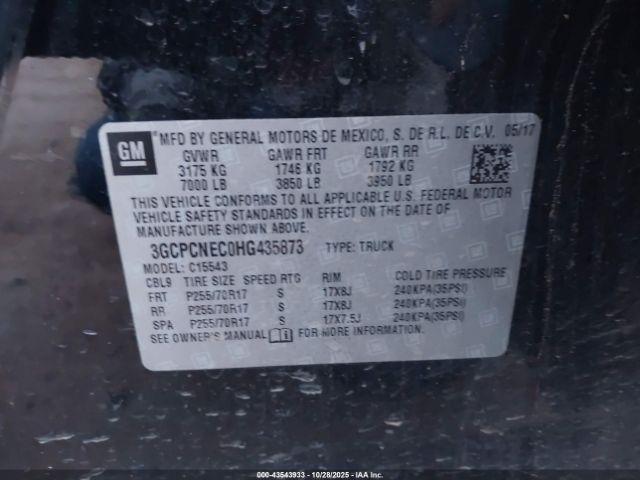 GM
® MFD BY GENERAL MOTORS DE MEXICO, S. DE R.L. DE C.V. 05/17
GVWR GAWR FRT GAWR RR
3175 KG 1746 KG 1792 KG
7000 LB 3850 LB 3950 LB
THIS VEHICLE CONFORMS TO ALL APPLICABLE U.S. FEDERAL MOTOR
VEHICLE SAFETY STANDARDS IN EFFECT ON THE DATE OF
MANUFACTURE SHOWN ABOVE.
3GCPCNEC0HG435873 TYPE: TRUCK
MODEL: C15543
CBL9 TIRE SIZE SPEED RTG RIM COLD TIRE PRESSURE
FRT P255/70R17 S 17X8J 240KPA(35PSI)
RR P255/70R17 S 17X8J 240KPA(35PSI)
SPA P255/70R17 S 17X7.5J 240KPA(35PSI)
SEE OWNER'S MANUAL FOR MORE INFORMATION.
000-43543933 | 10/28/2025 | IAA Inc.